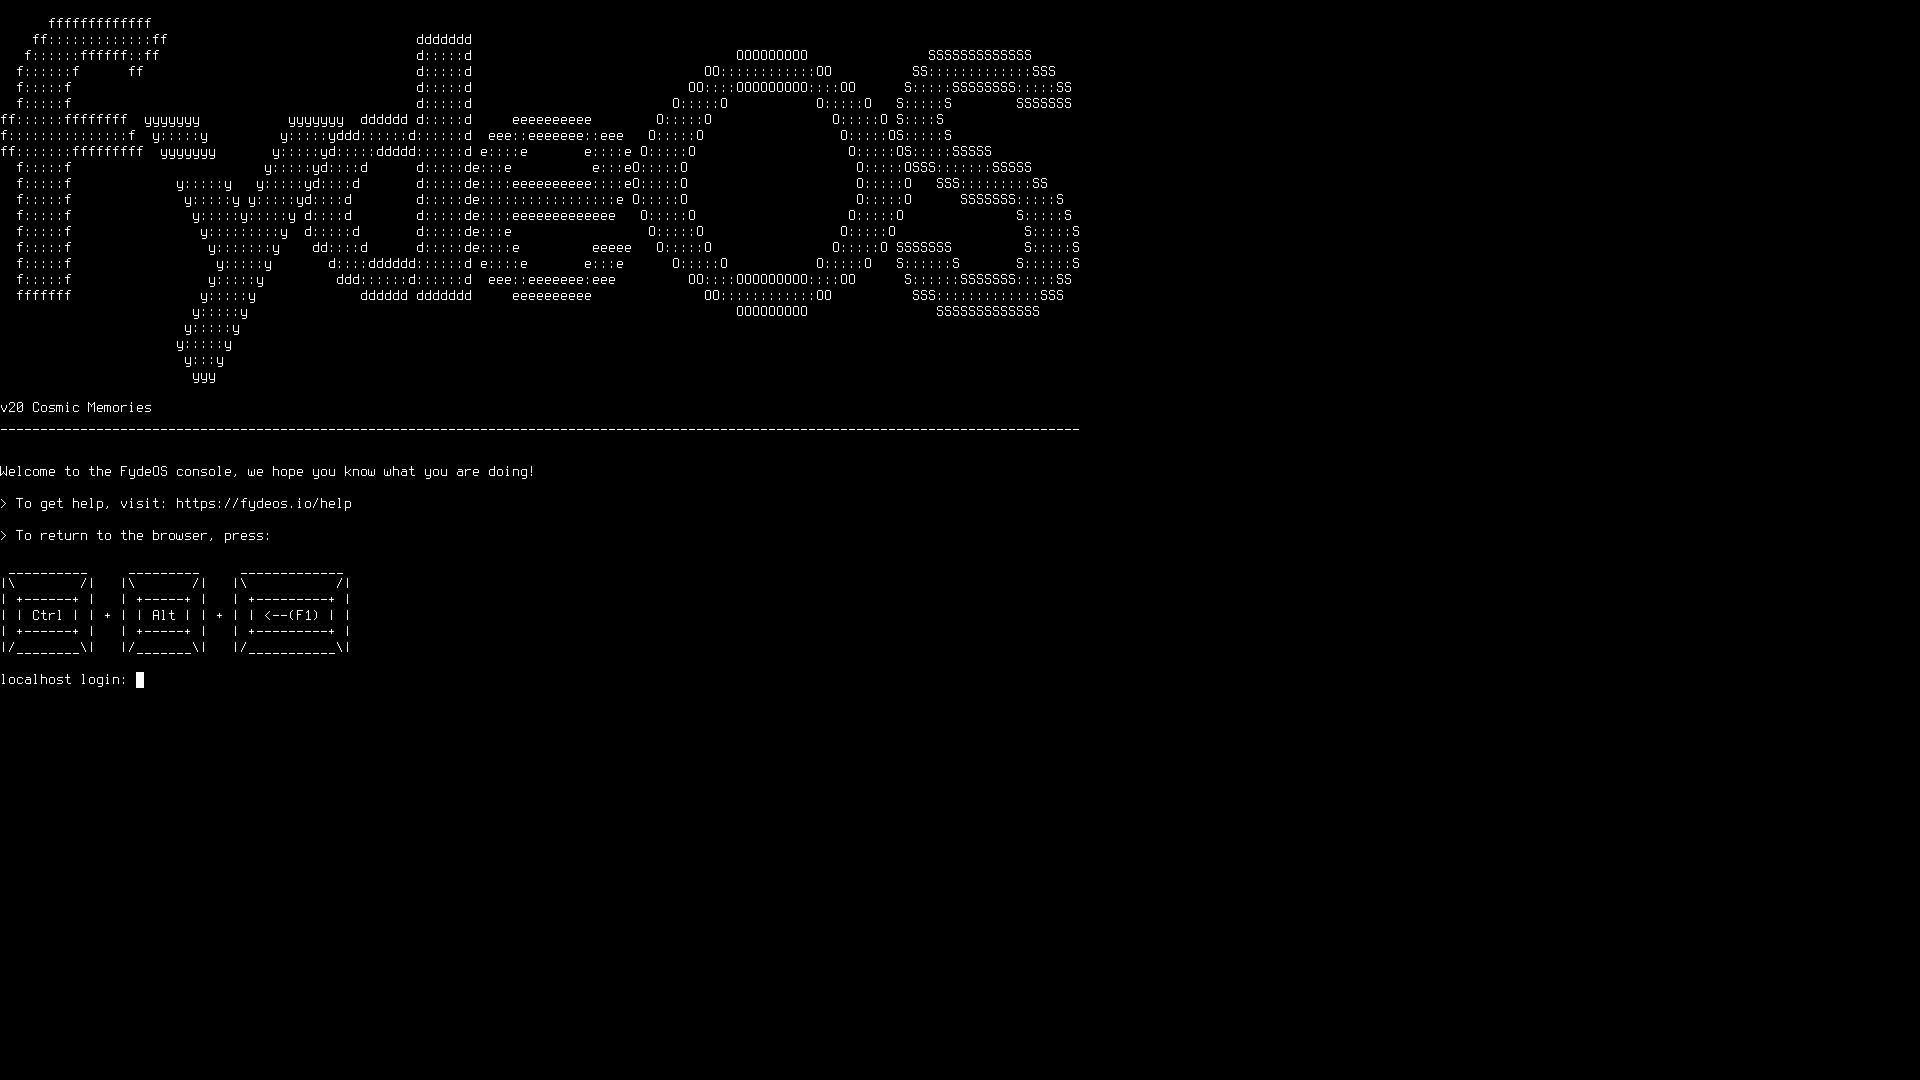 FydeOS
v20 Cosmic Memories
Welcome to the FydeOS console, we hope you know what you are doing!
> To get help, visit: https://fydeos.io/help
> To return to the browser, press:
Ctrl + Alt + <--(F1)
localhost login: